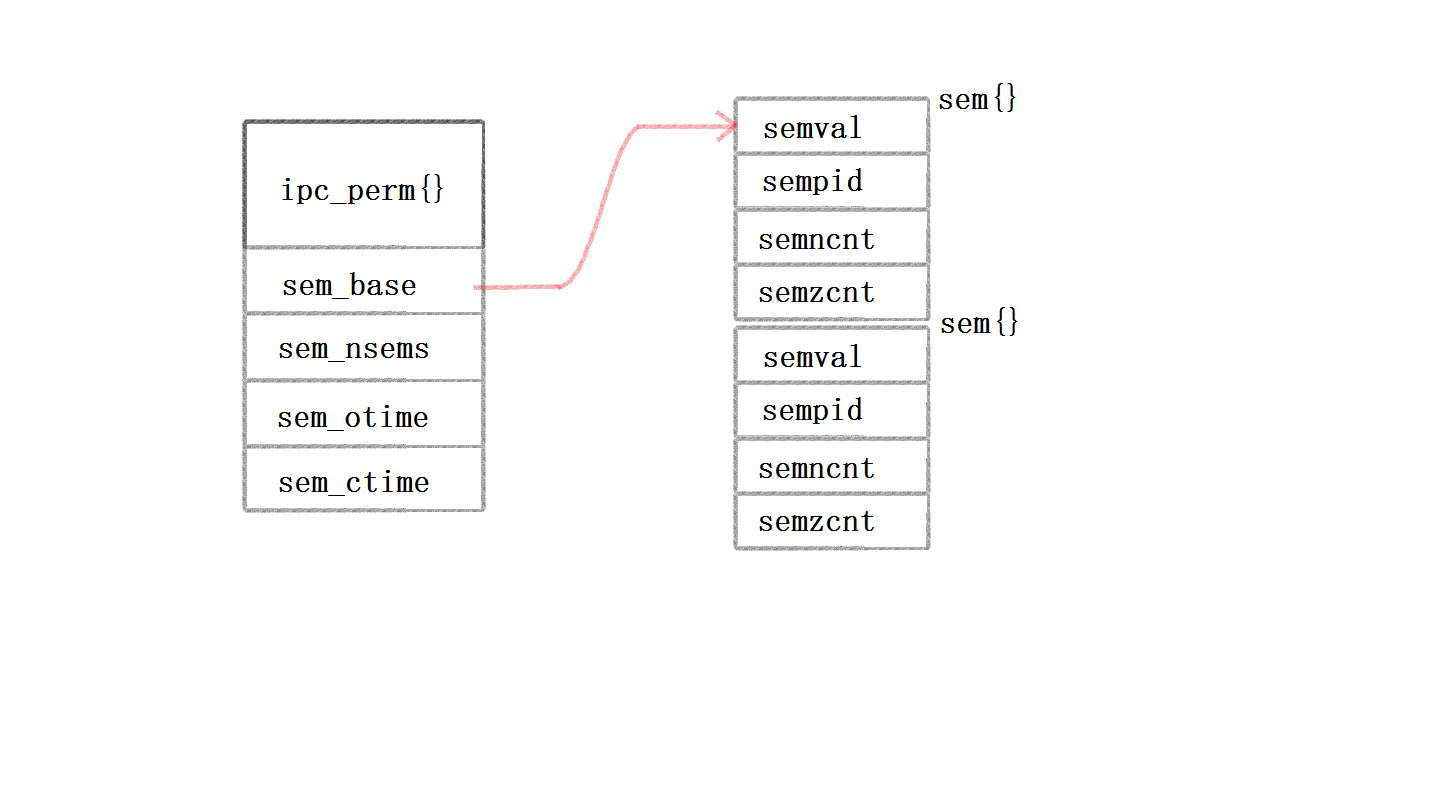 ipc_perm{}
sem_base
sem_nsems
sem_otime
sem_ctime
sem{}
semval
sempid
semncnt
semzcnt
sem{}
semval
sempid
semncnt
semzcnt